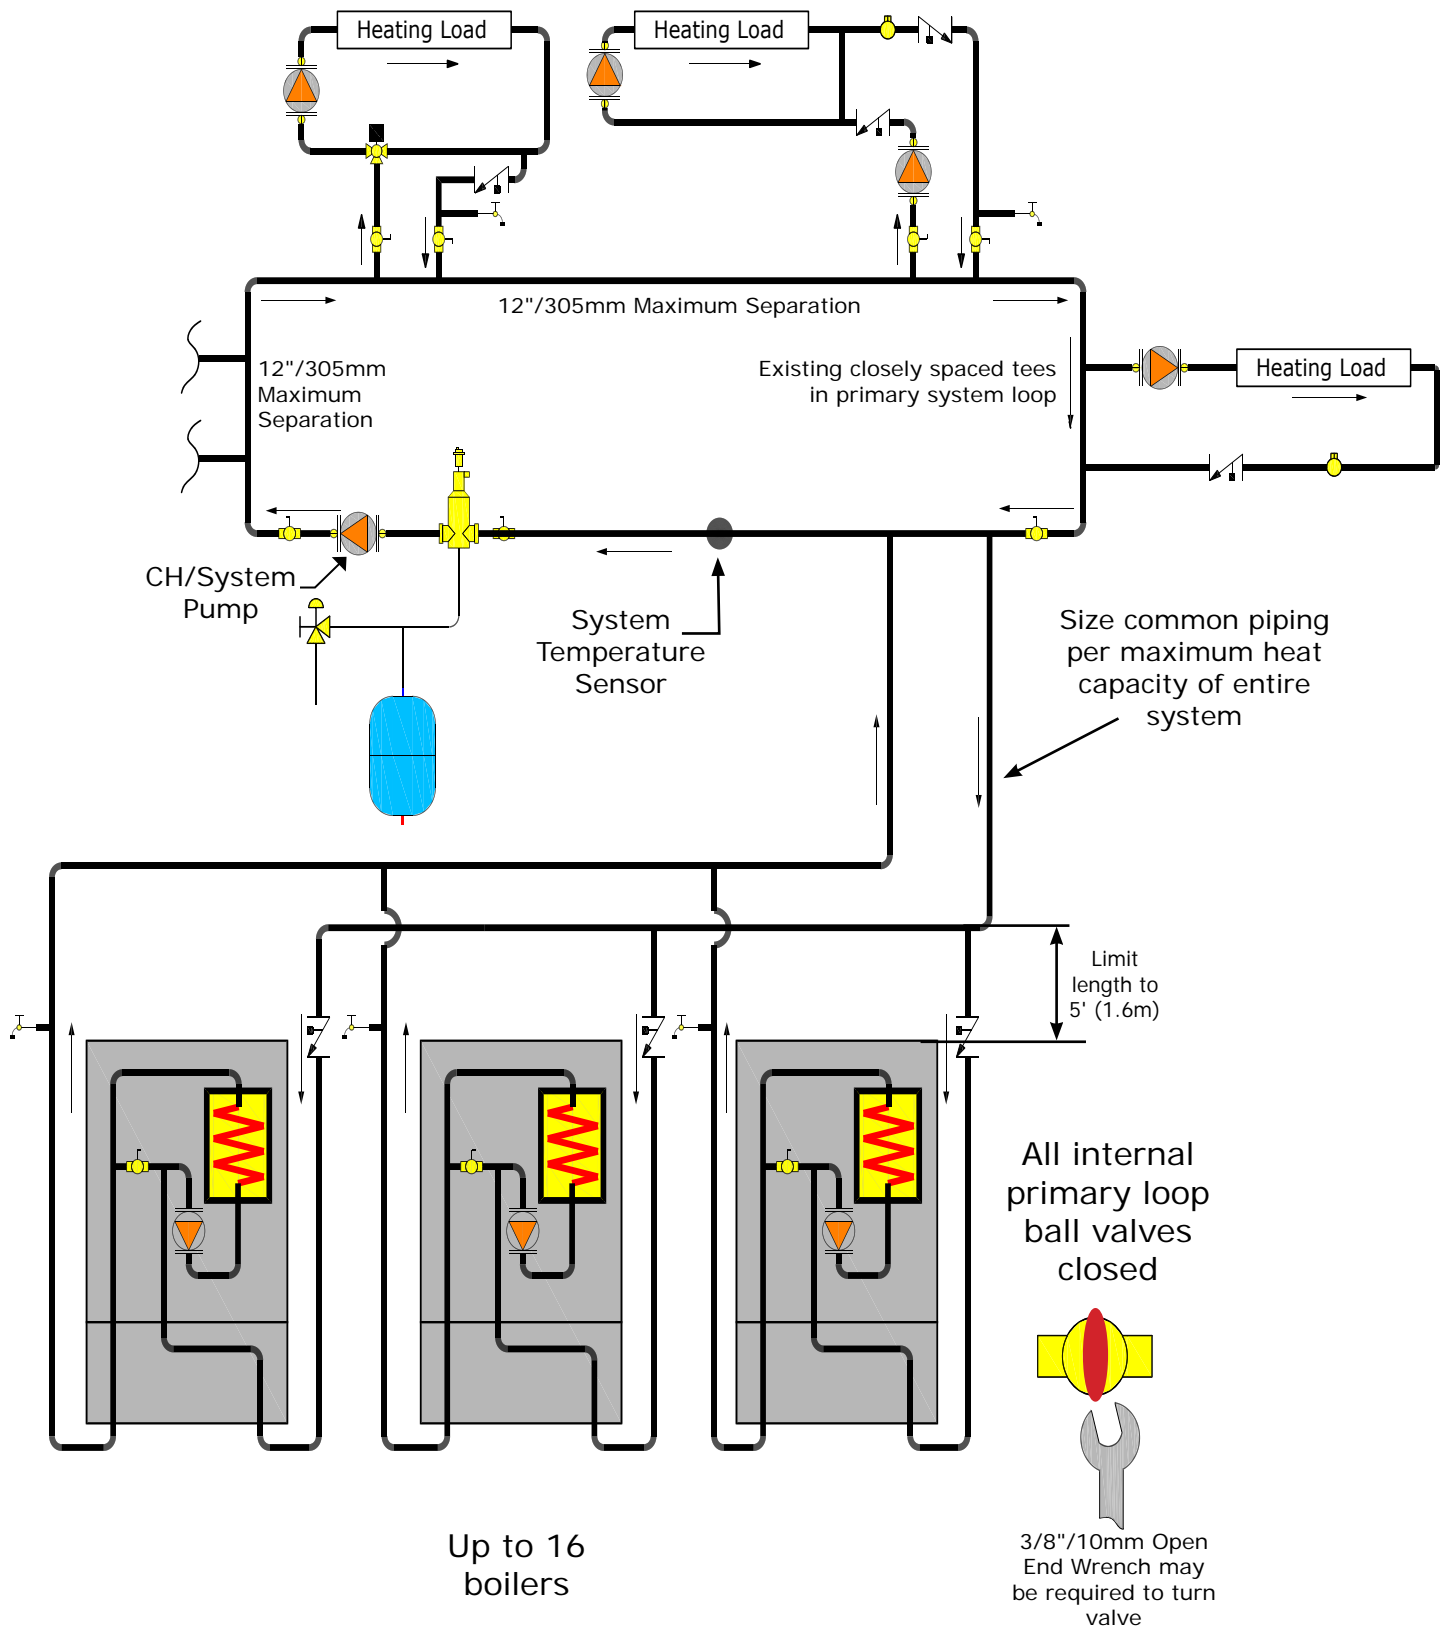 Heating Load
Heating Load
12"/305mm Maximum Separation
12"/305mm
Maximum
Separation
Existing closely spaced tees
in primary system loop
Heating Load
CH/System
Pump
System
Temperature
Sensor
Size common piping
per maximum heat
capacity of entire
system
Limit
length to
5' (1.6m)
All internal
primary loop
ball valves
closed
3/8"/10mm Open
End Wrench may
be required to turn
valve
Up to 16
boilers